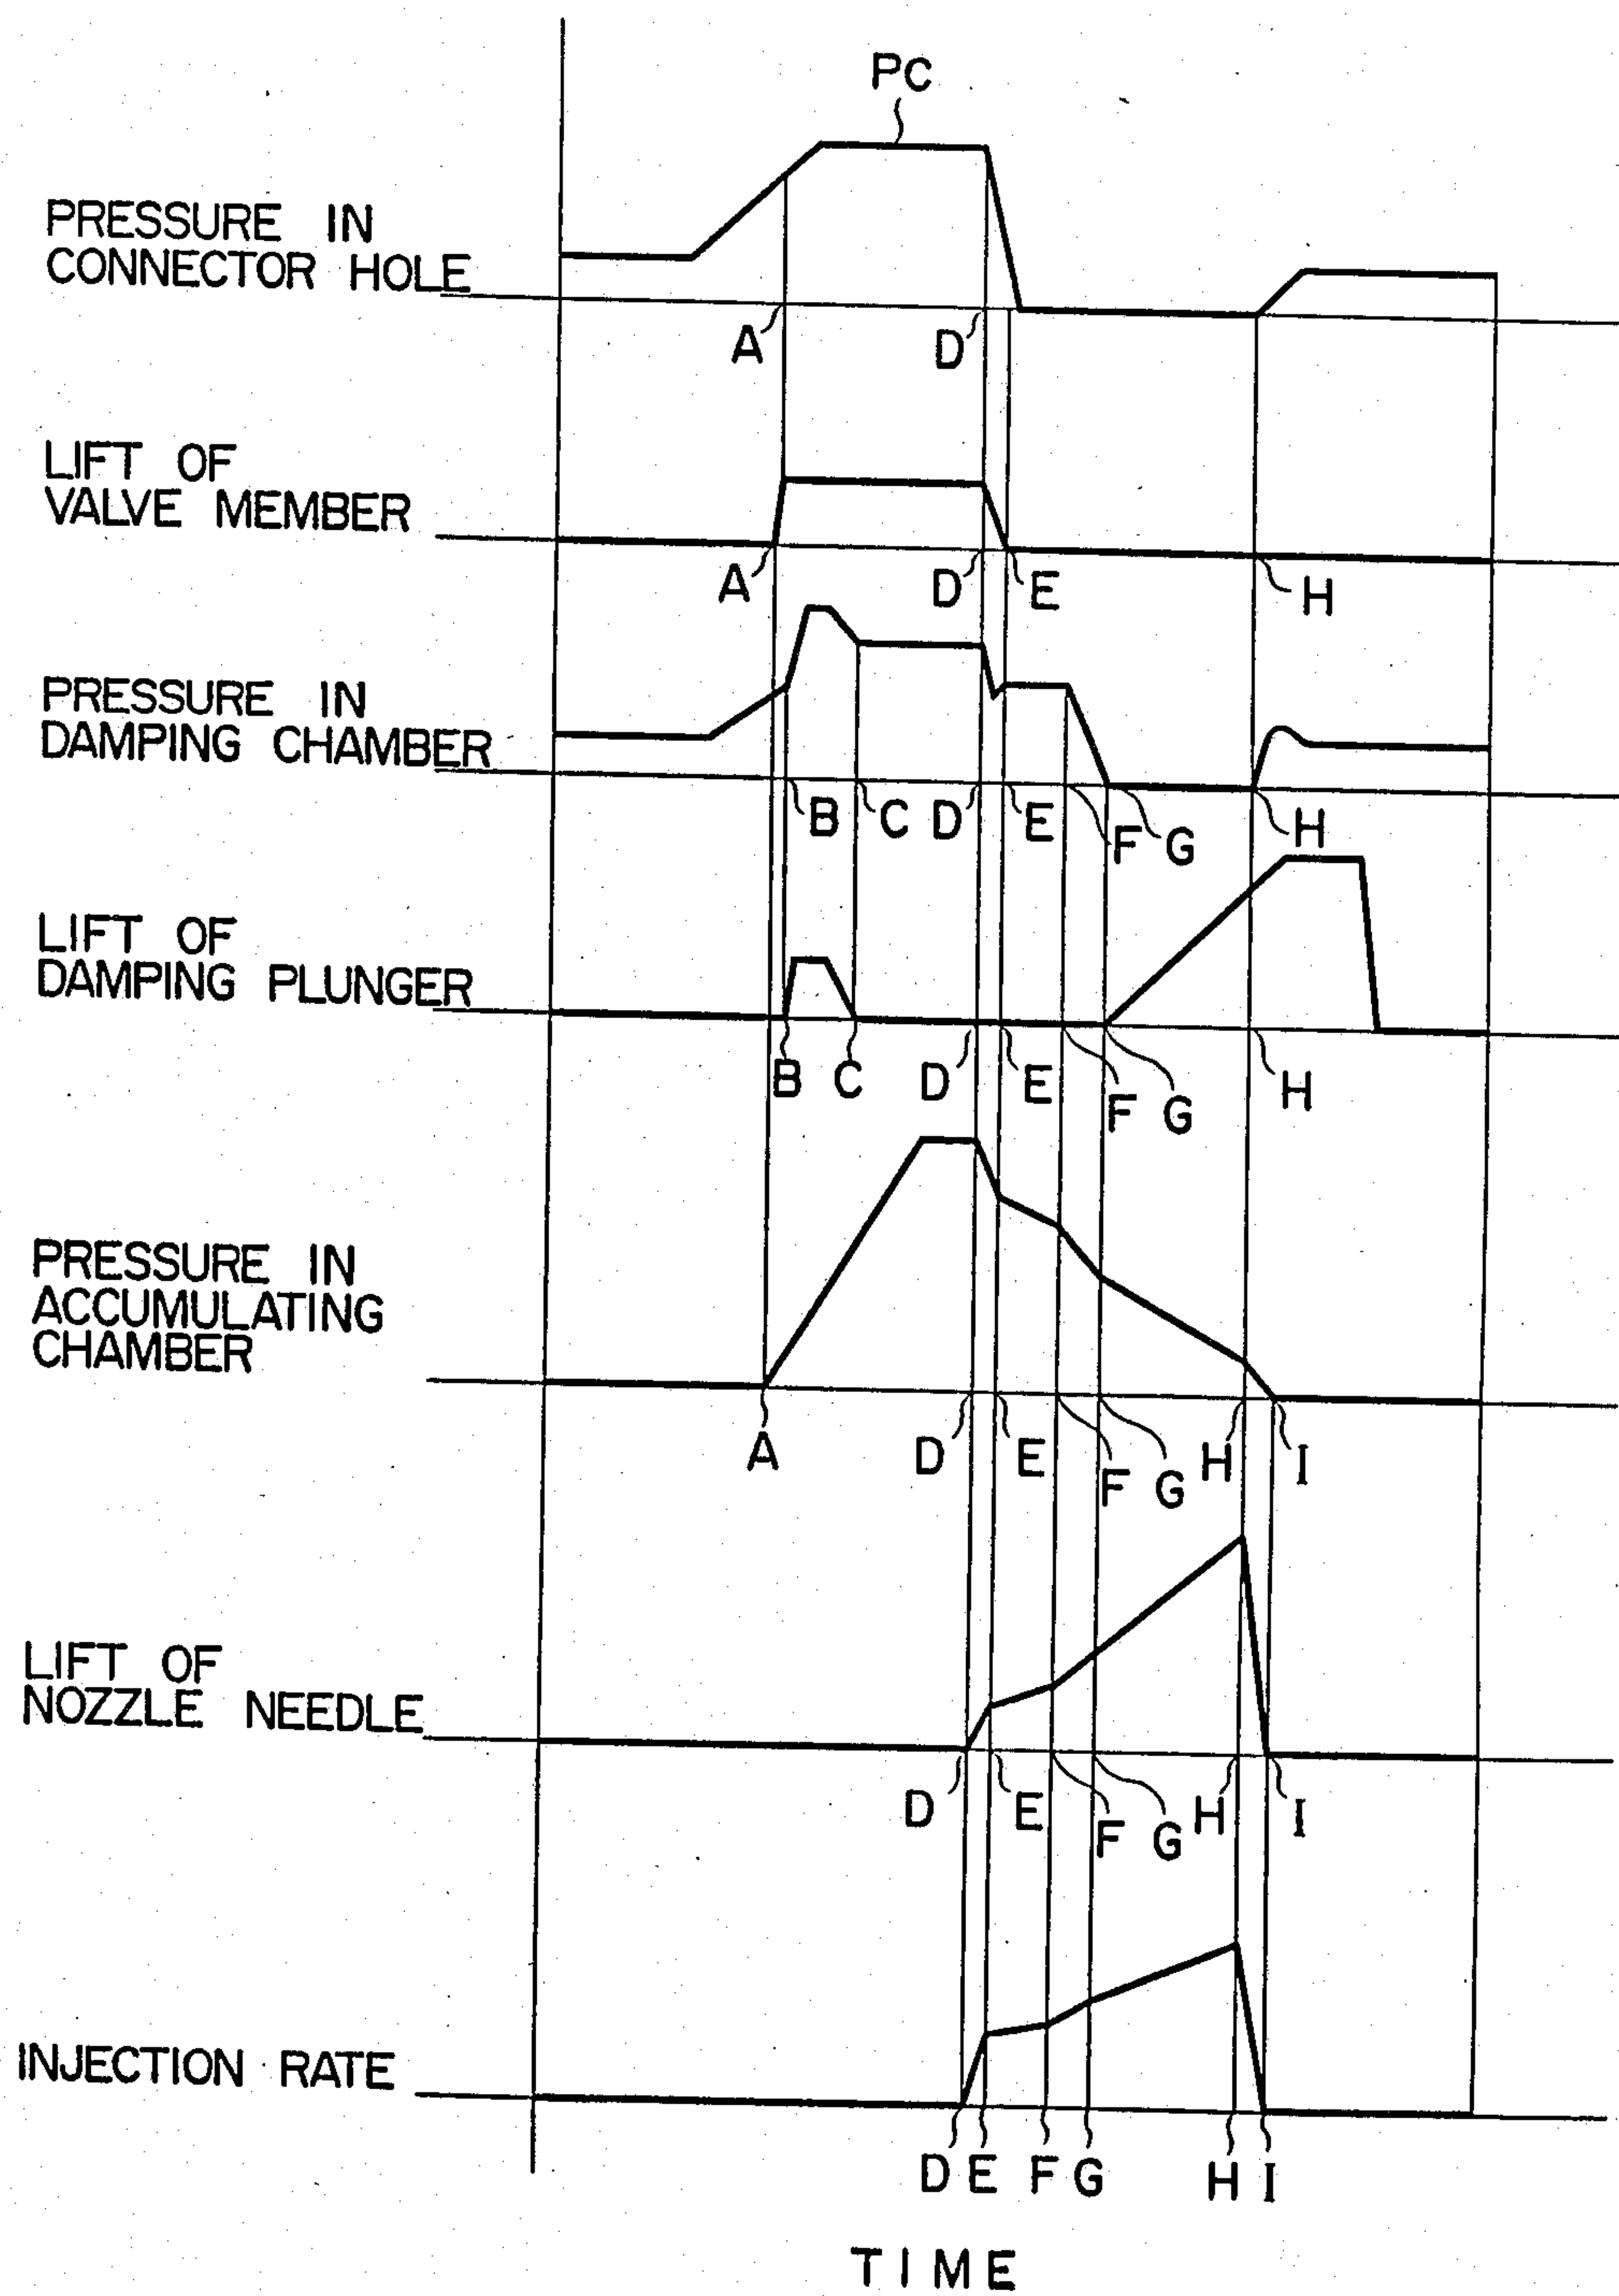 PC
PRESSURE IN
CONNECTOR HOLE
A D
LIFT OF
VALVE MEMBER
A D E H
PRESSURE IN
DAMPING CHAMBER
B C D E F G H
LIFT OF
DAMPING PLUNGER
B C D E F G H
PRESSURE IN
ACCUMULATING
CHAMBER
A D E F G H I
LIFT OF
NOZZLE NEEDLE
D E F G H I
INJECTION RATE
D E F G H I
TIME